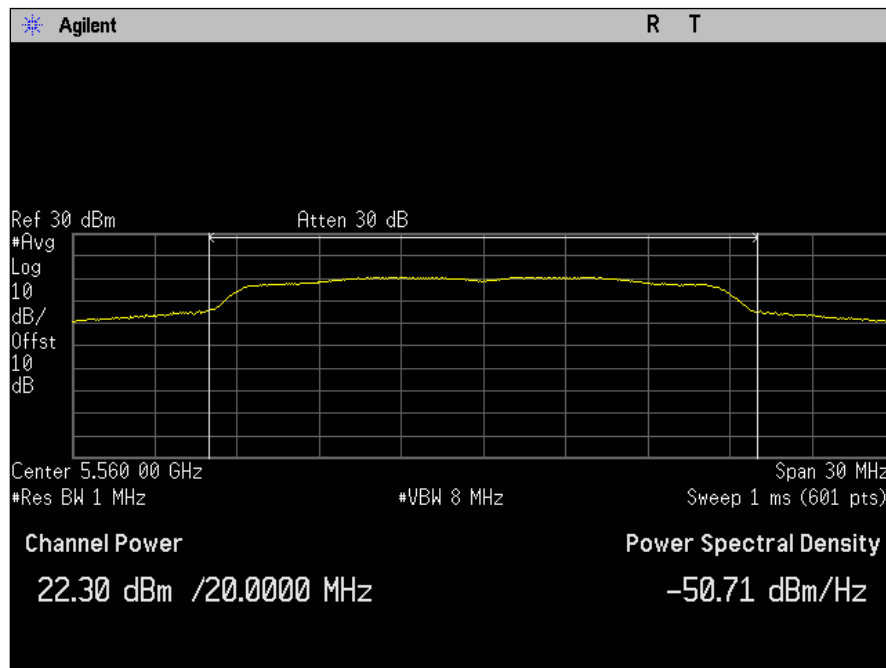 Agilent R T
Ref 30 dBm Atten 30 dB
#Avg
Log
10
dB/
Offst
10
dB
Center 5.560 00 GHz Span 30 MHz
#Res BW 1 MHz #VBW 8 MHz Sweep 1 ms (601 pts)
Channel Power Power Spectral Density
22.30 dBm /20.0000 MHz -50.71 dBm/Hz